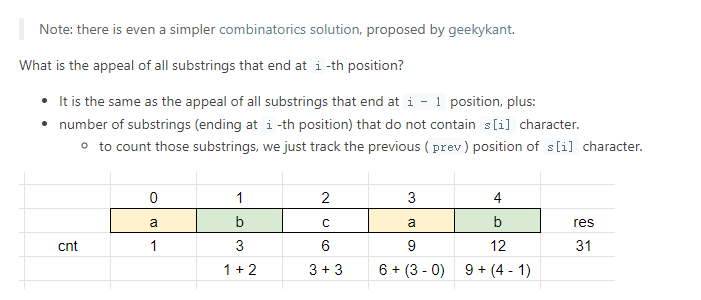 Note: there is even a simpler combinatorics solution, proposed by geekykant.
What is the appeal of all substrings that end at i -th position?
• It is the same as the appeal of all substrings that end at i - 1 position, plus:
• number of substrings (ending at i -th position) that do not contain s[i] character.
◦ to count those substrings, we just track the previous ( prev ) position of s[i] character.
0 1 2 3 4
a b c a b res
cnt 1 3 6 9 12 31
1 + 2 3 + 3 6 + (3 - 0) 9 + (4 - 1)